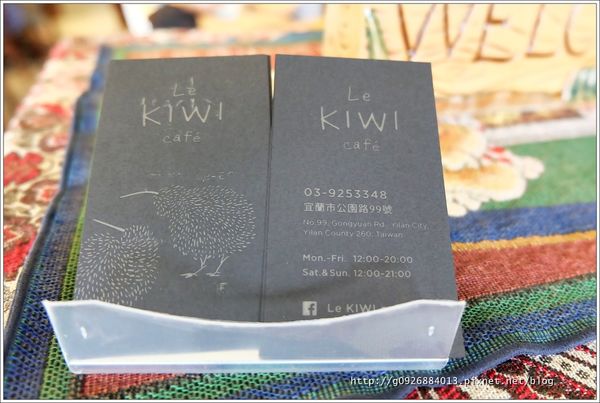 WELC
Le
KIWI
café
Le
KIWI
café
03-9253348
宜蘭市公園路99號
No.99, Gongyuan Rd., Yilan City,
Yilan County 260, Taiwan
Mon.-Fri. 12:00-20:00
Sat.& Sun. 12:00-21:00
Le KIWI
http://g0926884013.pixnet.net/blog